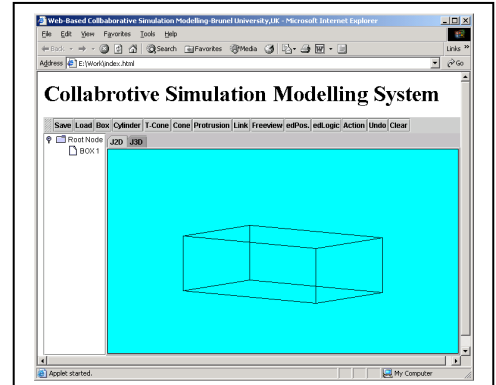 Web-Based Collbaborative Simulation Modelling-Brunel University,UK - Microsoft Internet Explorer
File Edit View Favorites Tools Help
Back Search Favorites Media Links »
Address E:\Work\index.html Go
Collabrotive Simulation Modelling System
Save Load Box Cylinder T-Cone Cone Protrusion Link Freeview edPos. edLogic Action Undo Clear
Root Node J2D J3D
BOX 1
Applet started. My Computer